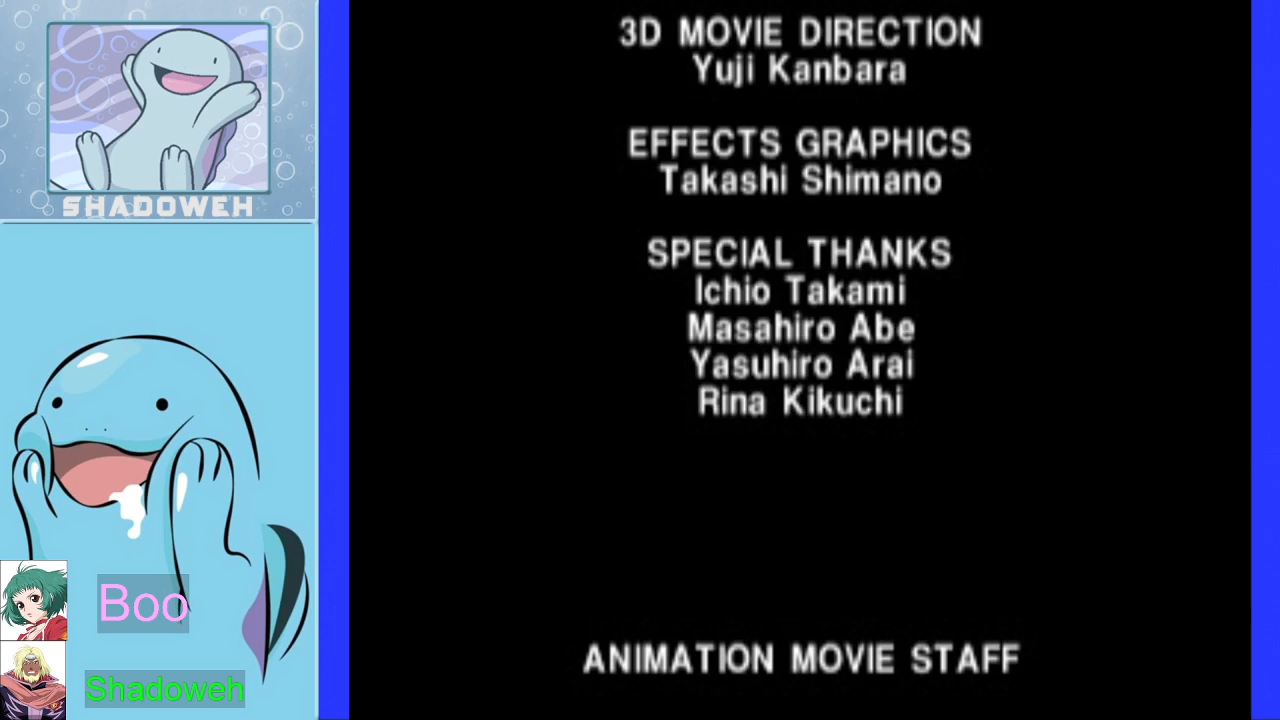 SHADOWEH
Boo
Shadoweh
3D MOVIE DIRECTION
Yuji Kanbara
EFFECTS GRAPHICS
Takashi Shimano
SPECIAL THANKS
Ichio Takami
Masahiro Abe
Yasuhiro Arai
Rina Kikuchi
ANIMATION MOVIE STAFF